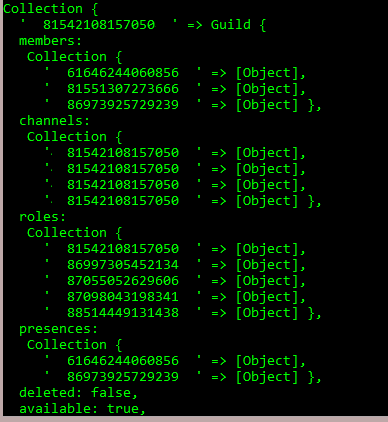 Collection {
' 81542108157050 ' => Guild {
members:
Collection {
' 61646244060856 ' => [Object],
' 81551307273666 ' => [Object],
' 86973925729239 ' => [Object] },
channels:
Collection {
' 81542108157050 ' => [Object],
' 81542108157050 ' => [Object],
' 81542108157050 ' => [Object],
' 81542108157050 ' => [Object] },
roles:
Collection {
' 81542108157050 ' => [Object],
' 86997305452134 ' => [Object],
' 87055052629606 ' => [Object],
' 87098043198341 ' => [Object],
' 88514449131438 ' => [Object] },
presences:
Collection {
' 61646244060856 ' => [Object],
' 86973925729239 ' => [Object] },
deleted: false,
available: true,